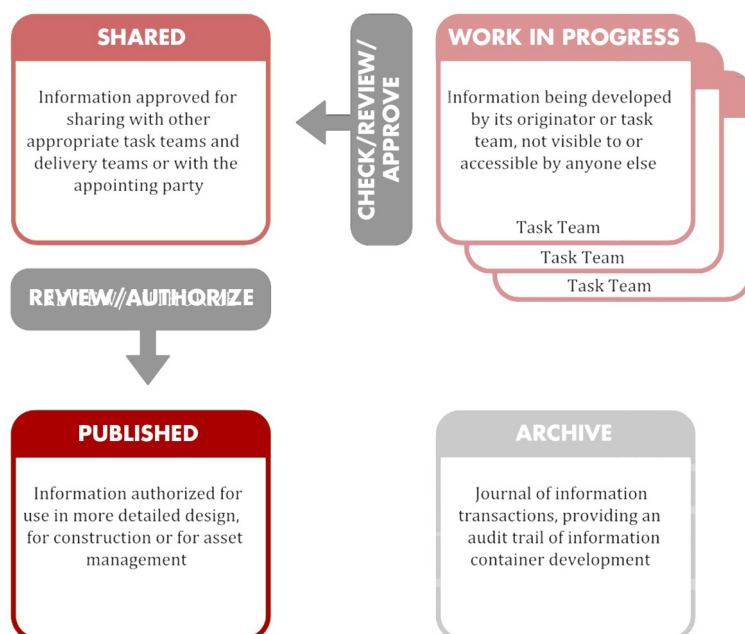 SHARED
Information approved for
sharing with other
appropriate task teams and
delivery teams or with the
appointing party
CHECK/REVIEW/
APPROVE
WORK IN PROGRESS
Information being developed
by its originator or task
team, not visible to or
accessible by anyone else
Task Team
Task Team
Task Team
REVIEW/AUTHORIZE
PUBLISHED
Information authorized for
use in more detailed design,
for construction or for asset
management
ARCHIVE
Journal of information
transactions, providing an
audit trail of information
container development